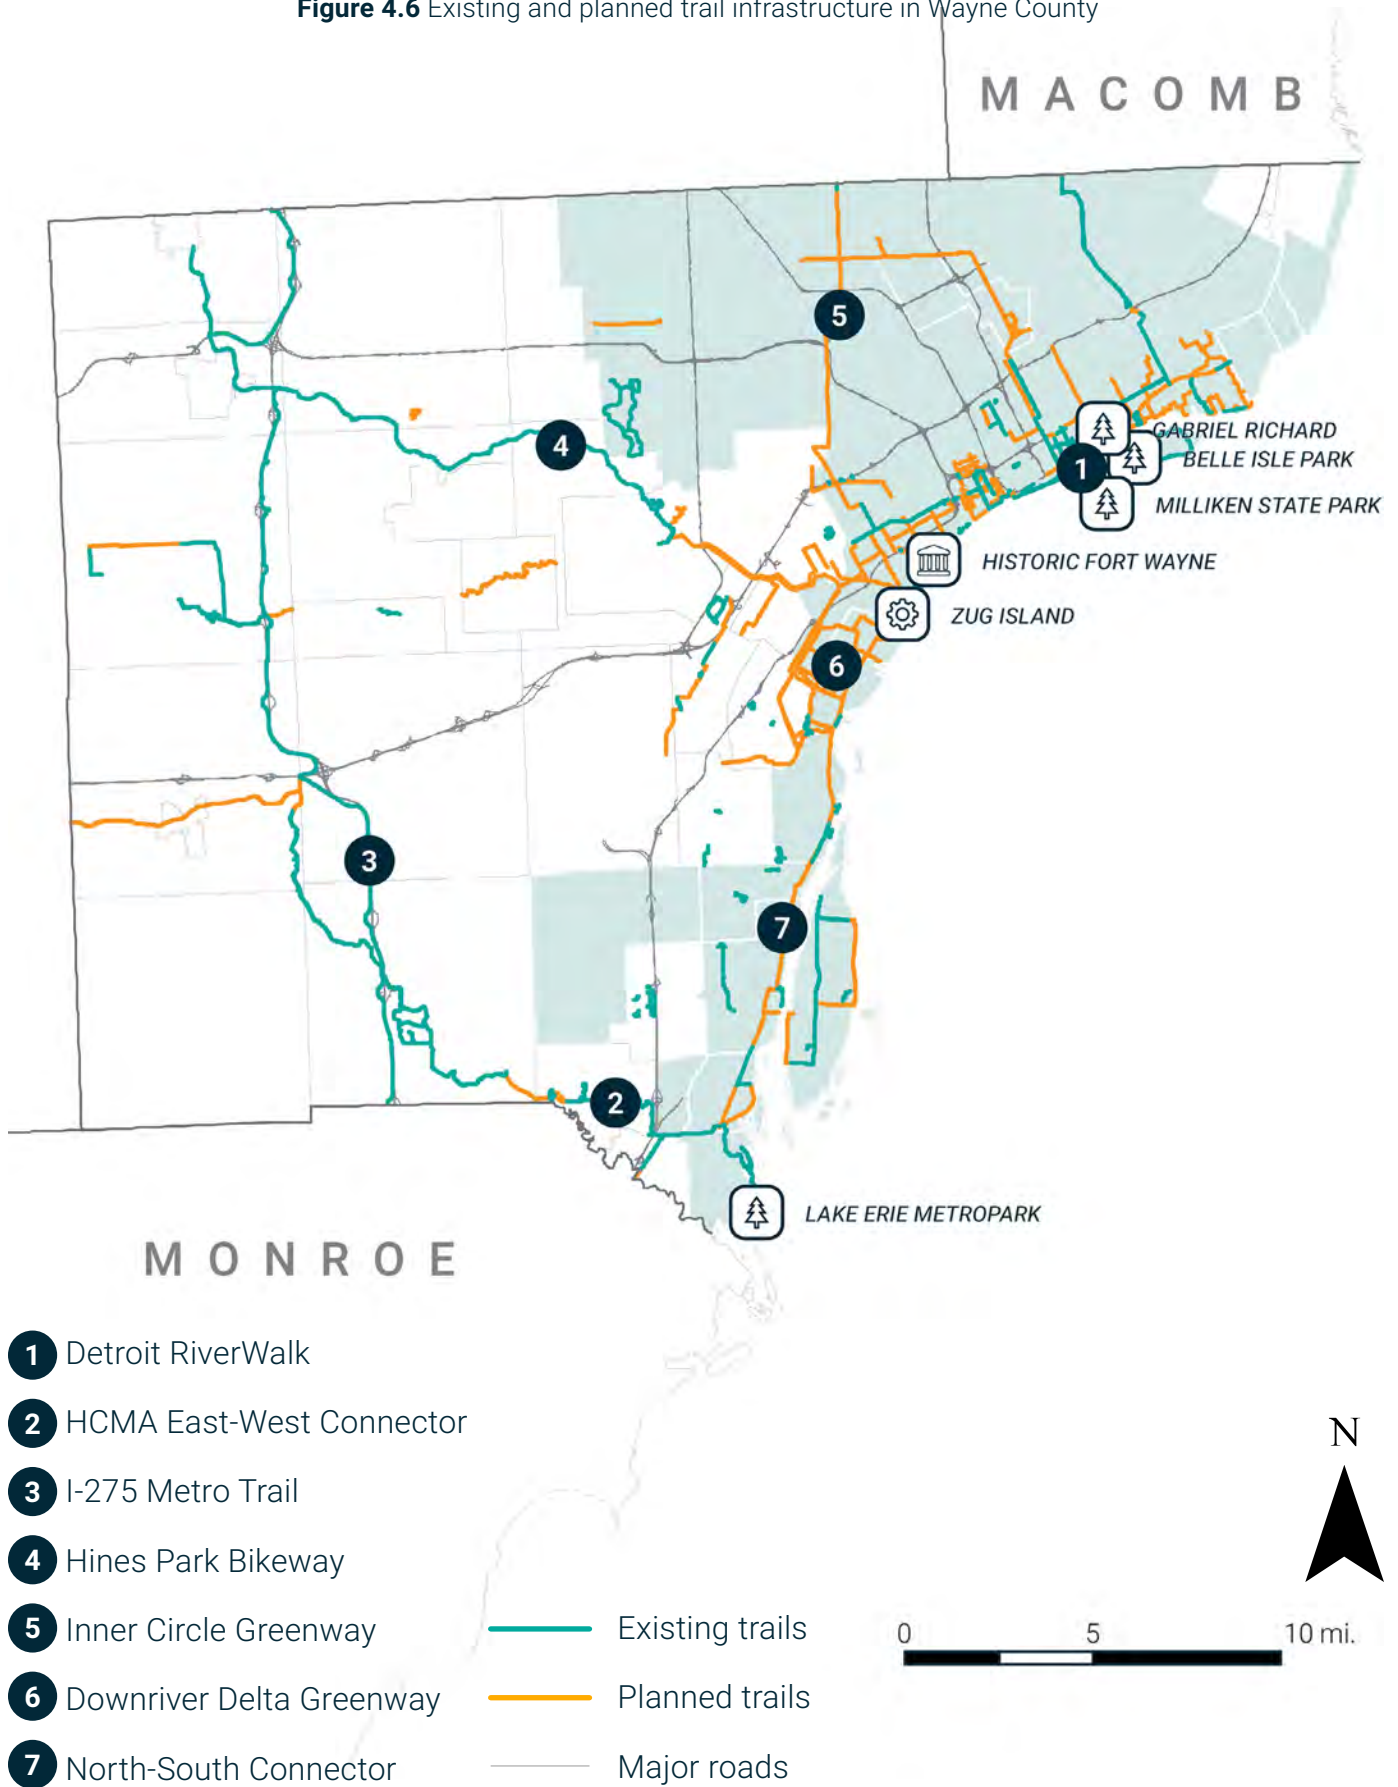 Figure 4.6 Existing and planned trail infrastructure in Wayne County
MACOMB
5
4
GABRIEL RICHARD
1
BELLE ISLE PARK
MILLIKEN STATE PARK
HISTORIC FORT WAYNE
ZUG ISLAND
6
3
7
2
LAKE ERIE METROPARK
MONROE
1 Detroit RiverWalk
2 HCMA East-West Connector
3 I-275 Metro Trail
4 Hines Park Bikeway
5 Inner Circle Greenway
6 Downriver Delta Greenway
7 North-South Connector
Existing trails
Planned trails
Major roads
N
0 5 10 mi.